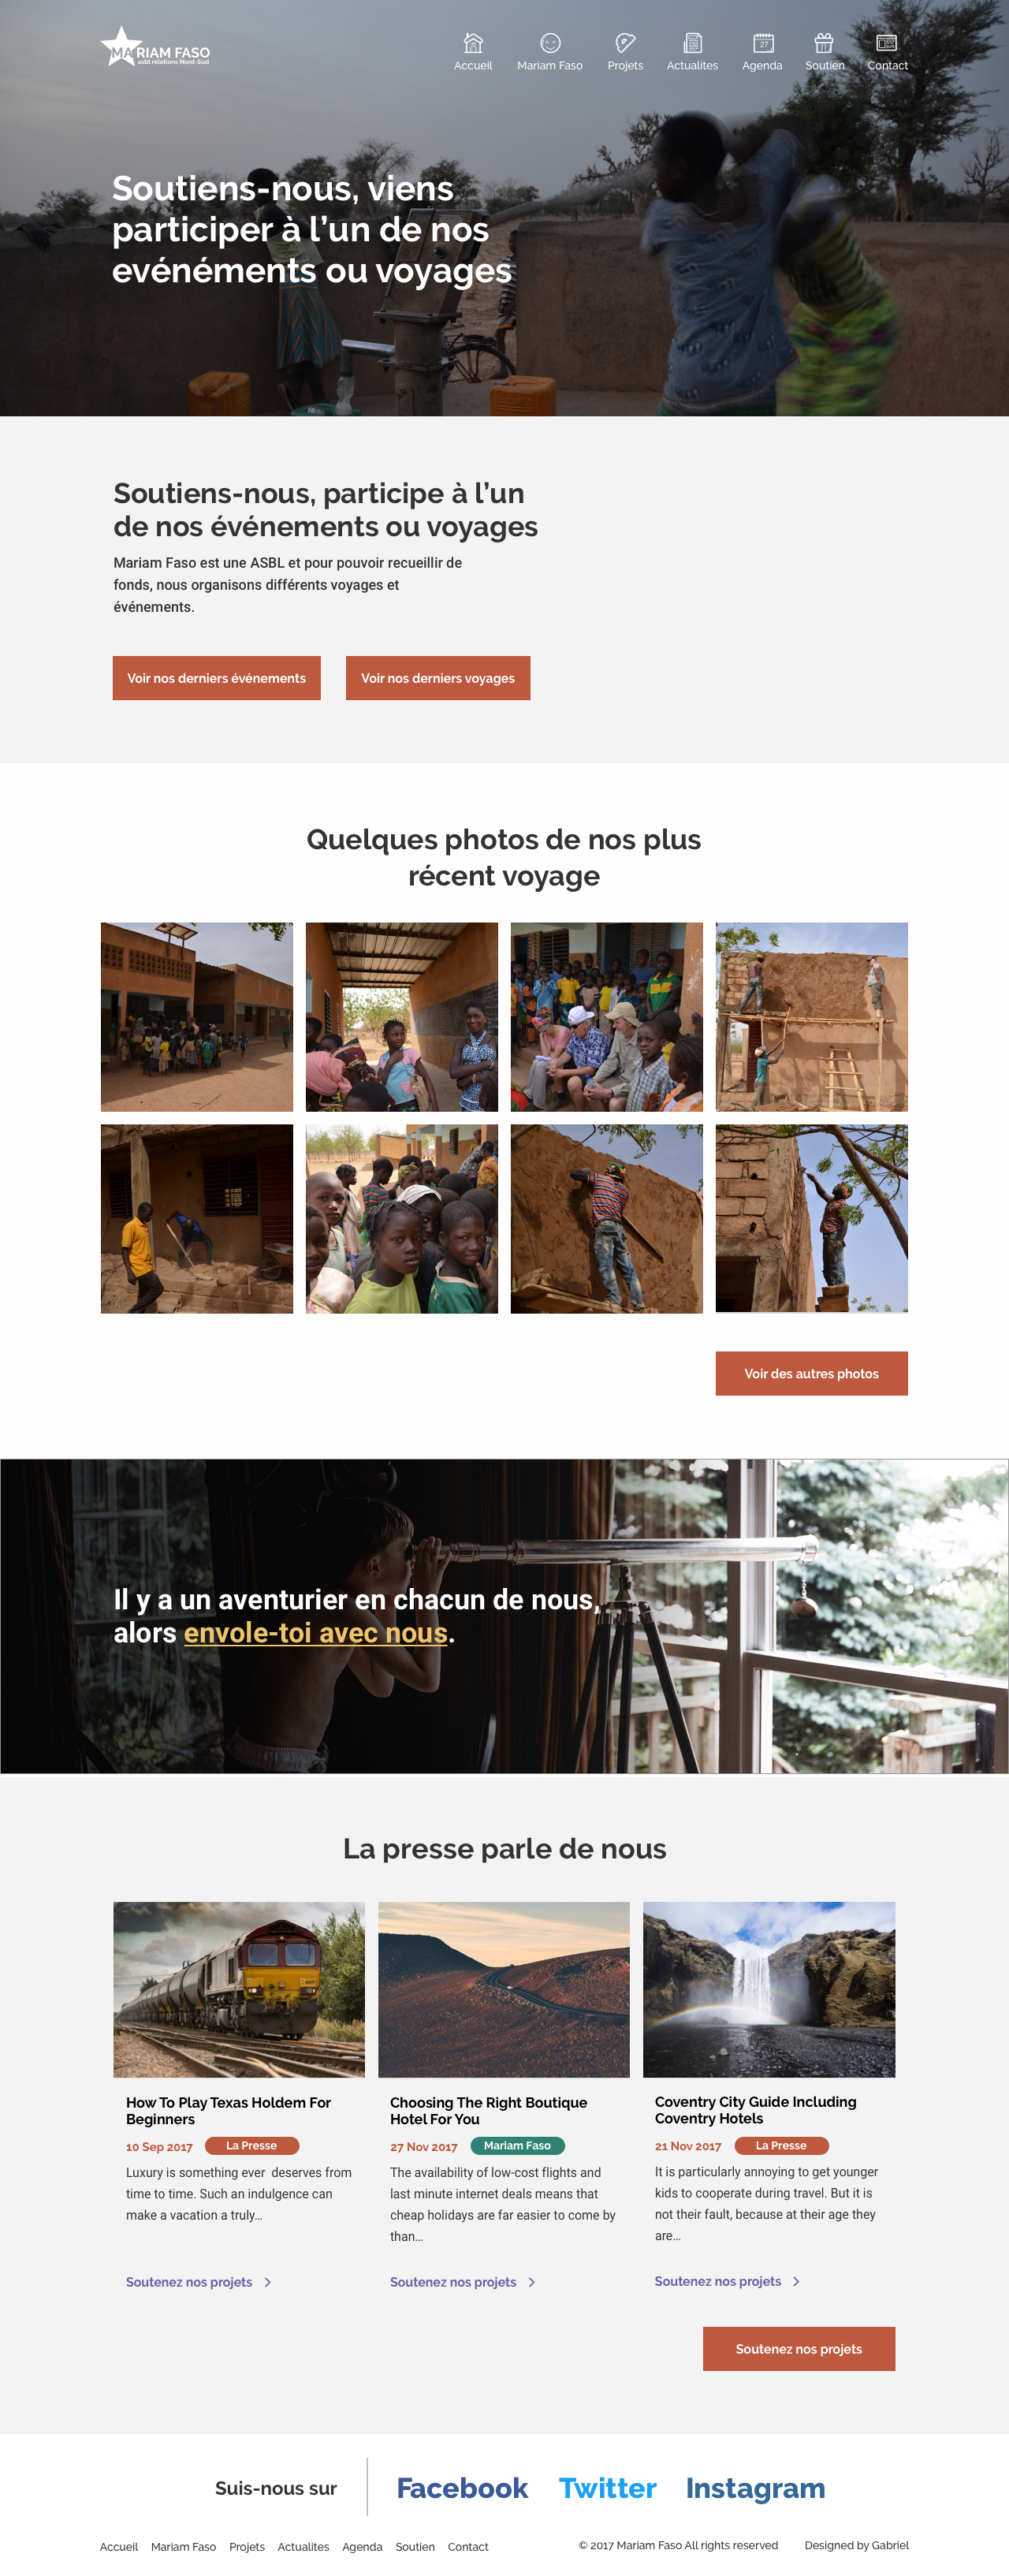 MARIAM FASO
asbl relations Nord-Sud
Accueil Mariam Faso Projets Actualites Agenda Soutien Contact
27
Soutiens-nous, viens
participer à l’un de nos
evénéments ou voyages
Soutiens-nous, participe à l’un
de nos événements ou voyages
Mariam Faso est une ASBL et pour pouvoir recueillir de
fonds, nous organisons différents voyages et
événements.
Voir nos derniers événements Voir nos derniers voyages
Quelques photos de nos plus
récent voyage
Voir des autres photos
Il y a un aventurier en chacun de nous,
alors envole-toi avec nous.
La presse parle de nous
How To Play Texas Holdem For
Beginners
10 Sep 2017 La Presse
Luxury is something ever deserves from
time to time. Such an indulgence can
make a vacation a truly…
Soutenez nos projets
Choosing The Right Boutique
Hotel For You
27 Nov 2017 Mariam Faso
The availability of low-cost flights and
last minute internet deals means that
cheap holidays are far easier to come by
than…
Soutenez nos projets
Coventry City Guide Including
Coventry Hotels
21 Nov 2017 La Presse
It is particularly annoying to get younger
kids to cooperate during travel. But it is
not their fault, because at their age they
are…
Soutenez nos projets
Soutenez nos projets
Suis-nous sur Facebook Twitter Instagram
Accueil Mariam Faso Projets Actualites Agenda Soutien Contact © 2017 Mariam Faso All rights reserved Designed by Gabriel